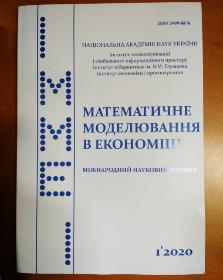 ISSN 2409-8876
НАЦІОНАЛЬНА АКАДЕМІЯ НАУК УКРАЇНИ
Інститут телекомунікацій
і глобального інформаційного простору
Інститут кібернетики ім. В.М. Глушкова
Інститут економіки і прогнозування
МАТЕМАТИЧНЕ
МОДЕЛЮВАННЯ
В ЕКОНОМІЦІ
МІЖНАРОДНИЙ НАУКОВИЙ ЖУРНАЛ
1'2020